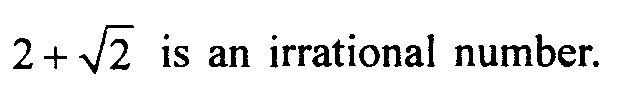 2 + √2 is an irrational number.